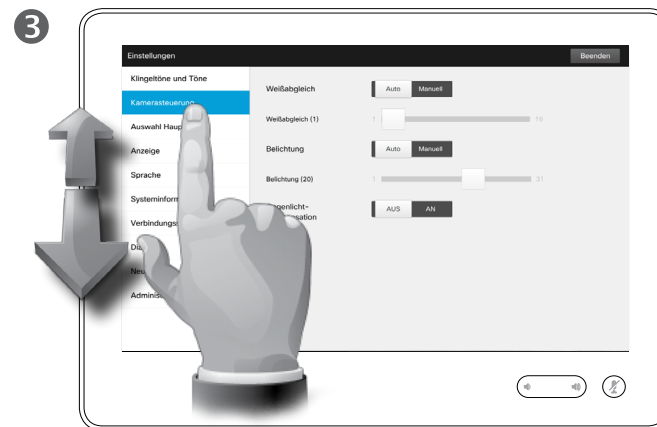 3
Einstellungen
Beenden
Klingeltöne und Töne
Kamerasteuerung
Auswahl
Anzeige
Sprache
Weißabgleich
Auto Manuell
Weißabgleich (1)
1 16
Belichtung
Auto Manuell
Belichtung (20)
1 31
AUS AN